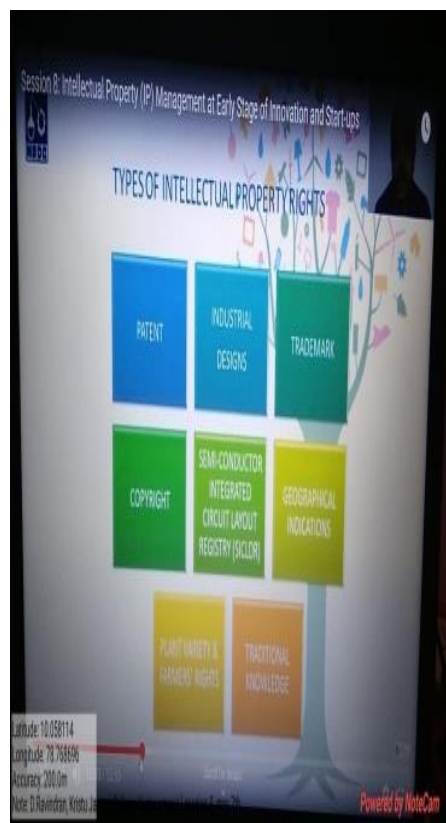 Session 8: Intellectual Property (IP) Management at Early Stage of Innovation and Start-ups
TYPES OF INTELLECTUAL PROPERTY RIGHTS
PATENT
INDUSTRIAL
DESIGNS
TRADEMARK
COPYRIGHT
SEMI-CONDUCTOR
INTEGRATED
CIRCUIT LAYOUT
REGISTRY (SICLDR)
GEOGRAPHICAL
INDICATIONS
PLANT VARIETY &
FARMERS' RIGHTS
TRADITIONAL
KNOWLEDGE
Latitude: 10.058114
Longitude: 78.768696
Accuracy: 200.0m
Note: D.Ravindran, Kristu
Powered by NoteCam